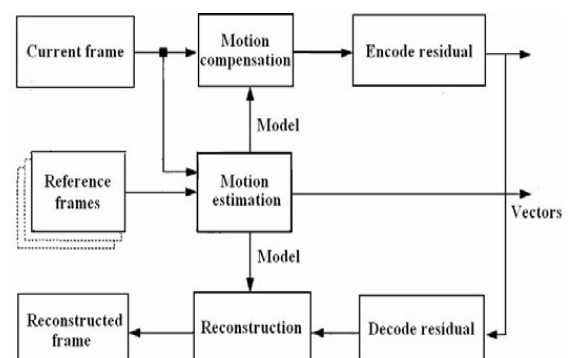 Current frame
Motion
compensation
Encode residual
Model
Reference
frames
Motion
estimation
Vectors
Model
Reconstructed
frame
Reconstruction
Decode residual